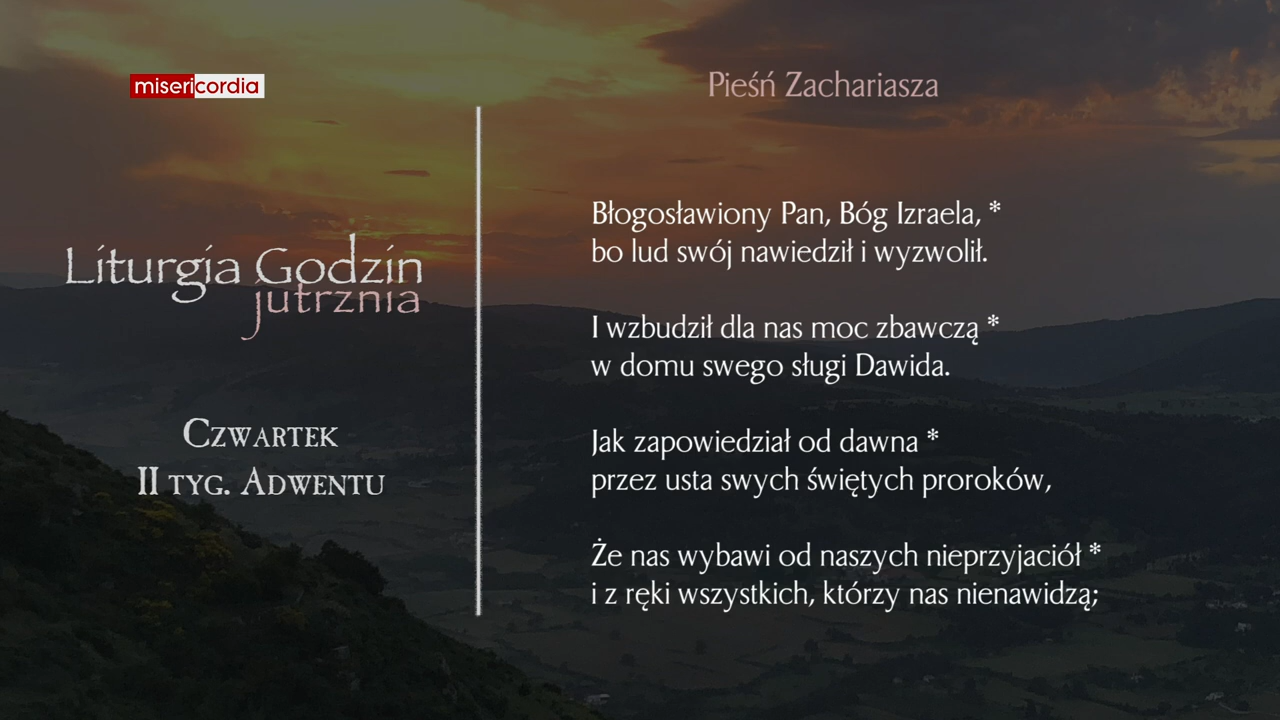 misericordia
Liturgia Godzin
jutrznia
Czwartek
II tyg. Adwentu
Pieśń Zachariasza
Błogosławiony Pan, Bóg Izraela, *
bo lud swój nawiedził i wyzwolił.
I wzbudził dla nas moc zbawczą *
w domu swego sługi Dawida.
Jak zapowiedział od dawna *
przez usta swych świętych proroków,
Że nas wybawi od naszych nieprzyjaciół *
i z ręki wszystkich, którzy nas nienawidzą;